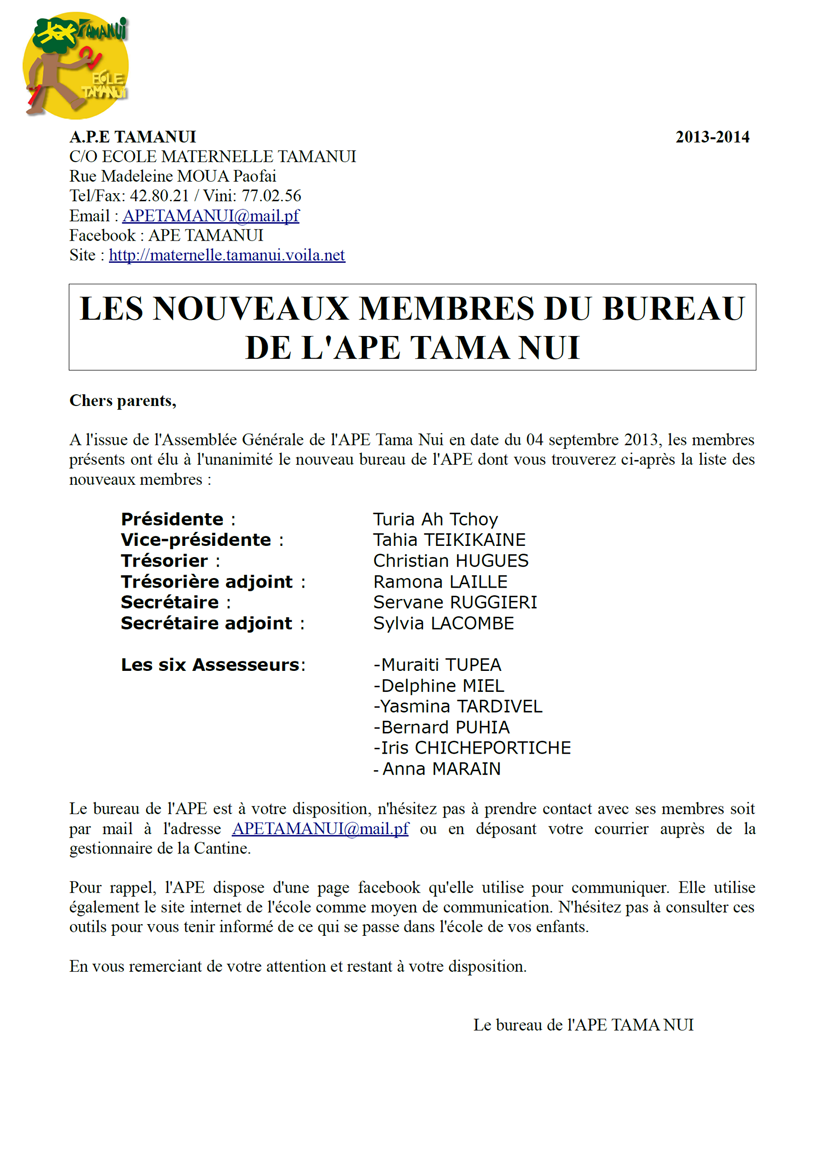 TAMANUI
ECOLE
TAMANUI
A.P.E TAMANUI 2013-2014
C/O ECOLE MATERNELLE TAMANUI
Rue Madeleine MOUA Paofai
Tel/Fax: 42.80.21 / Vini: 77.02.56
Email : APETAMANUI@mail.pf
Facebook : APE TAMANUI
Site : http://maternelle.tamanui.voila.net
LES NOUVEAUX MEMBRES DU BUREAU
DE L'APE TAMA NUI
Chers parents,
A l'issue de l'Assemblée Générale de l'APE Tama Nui en date du 04 septembre 2013, les membres
présents ont élu à l'unanimité le nouveau bureau de l'APE dont vous trouverez ci-après la liste des
nouveaux membres :
Présidente : Turia Ah Tchoy
Vice-présidente : Tahia TEIKIKAINE
Trésorier : Christian HUGUES
Trésorière adjoint : Ramona LAILLE
Secrétaire : Servane RUGGIERI
Secrétaire adjoint : Sylvia LACOMBE
Les six Assesseurs: -Muraiti TUPEA
-Delphine MIEL
-Yasmina TARDIVEL
-Bernard PUHIA
-Iris CHICHEPORTICHE
- Anna MARAIN
Le bureau de l'APE est à votre disposition, n'hésitez pas à prendre contact avec ses membres soit
par mail à l'adresse APETAMANUI@mail.pf ou en déposant votre courrier auprès de la
gestionnaire de la Cantine.
Pour rappel, l'APE dispose d'une page facebook qu'elle utilise pour communiquer. Elle utilise
également le site internet de l'école comme moyen de communication. N'hésitez pas à consulter ces
outils pour vous tenir informé de ce qui se passe dans l'école de vos enfants.
En vous remerciant de votre attention et restant à votre disposition.
Le bureau de l'APE TAMA NUI